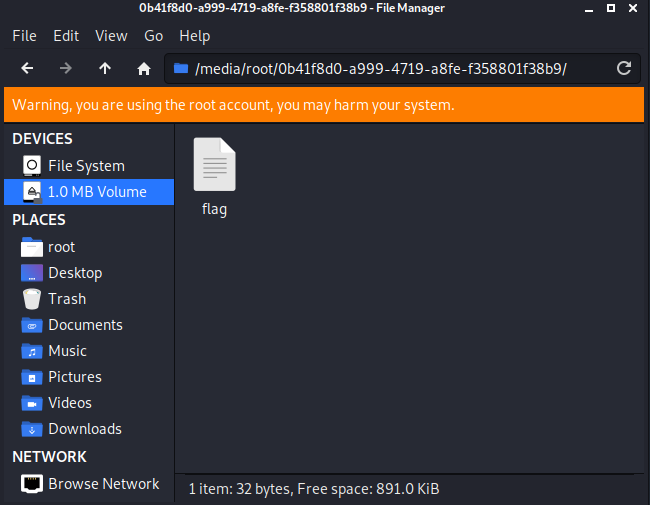 0b41f8d0-a999-4719-a8fe-f358801f38b9 - File Manager
File Edit View Go Help
/media/root/0b41f8d0-a999-4719-a8fe-f358801f38b9/
Warning, you are using the root account, you may harm your system.
DEVICES
File System
1.0 MB Volume
PLACES
root
Desktop
Trash
Documents
Music
Pictures
Videos
Downloads
NETWORK
Browse Network
flag
1 item: 32 bytes, Free space: 891.0 KiB